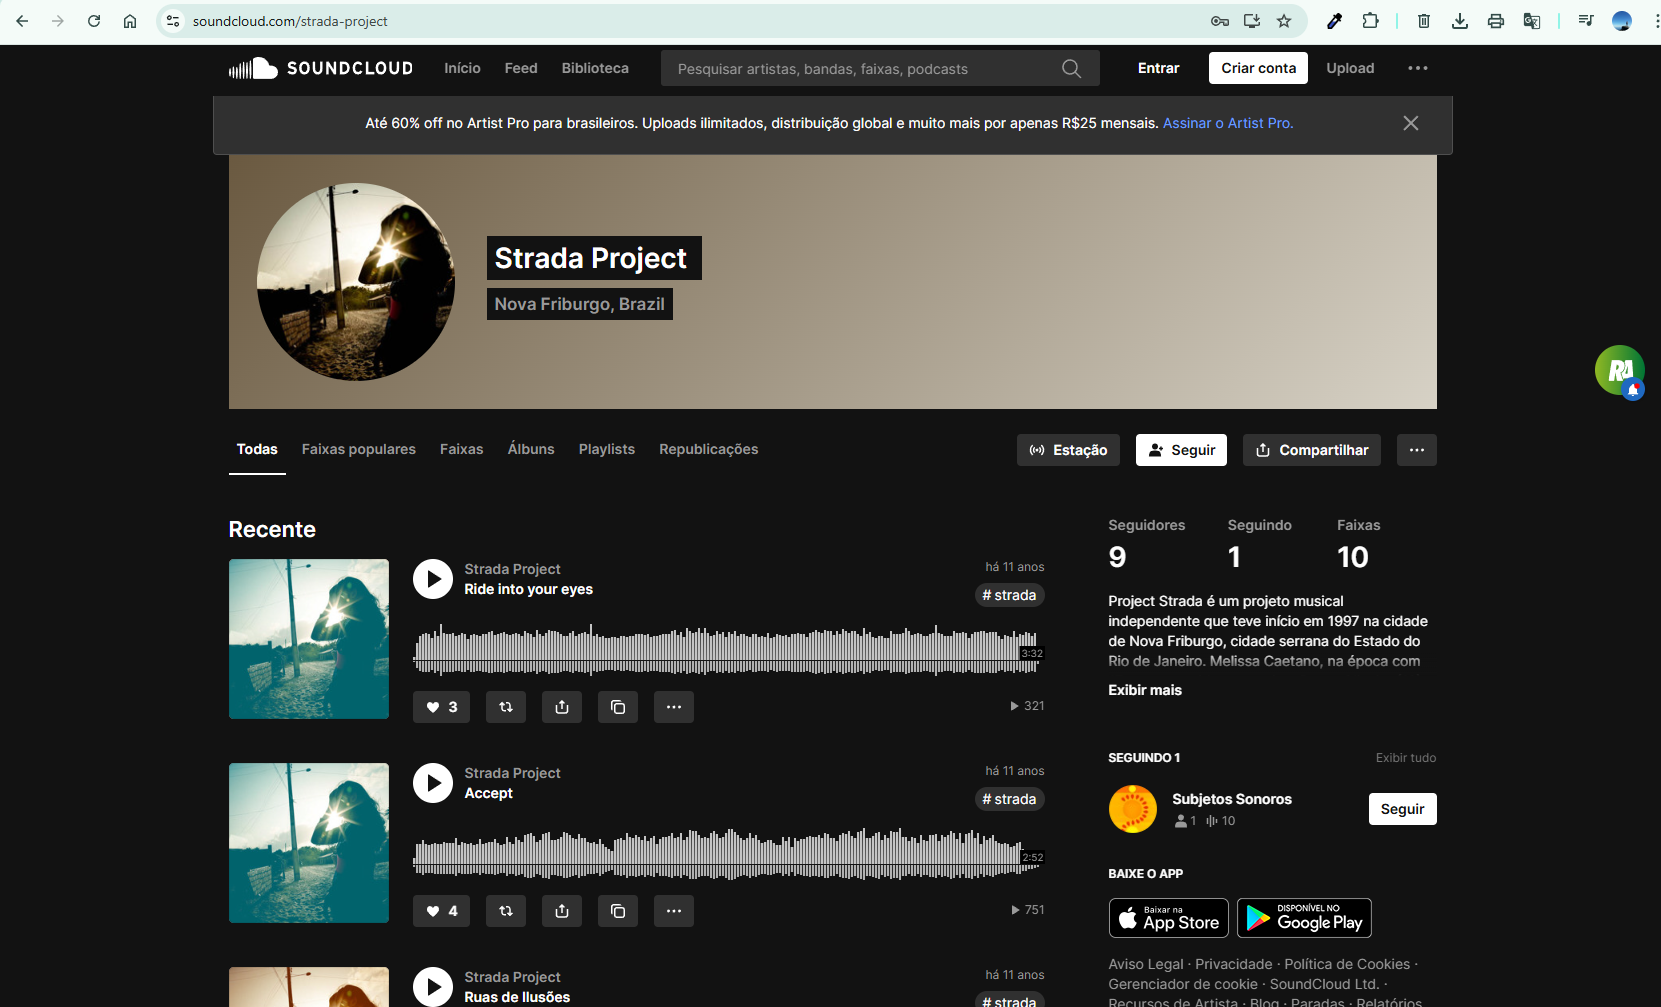 soundcloud.com/strada-project
SOUNDCLOUD
Início
Feed
Biblioteca
Pesquisar artistas, bandas, faixas, podcasts
Entrar
Criar conta
Upload
Até 60% off no Artist Pro para brasileiros. Uploads ilimitados, distribuição global e muito mais por apenas R$25 mensais. Assinar o Artist Pro.
Strada Project
Nova Friburgo, Brazil
RA
Todas
Faixas populares
Faixas
Álbuns
Playlists
Republicações
Estação
Seguir
Compartilhar
Recente
Strada Project
há 11 anos
Ride into your eyes
# strada
3:32
3
321
Strada Project
há 11 anos
Accept
# strada
2:52
4
751
Strada Project
há 11 anos
Ruas de Ilusões
# strada
Seguidores
Seguindo
Faixas
9
1
10
Project Strada é um projeto musical
independente que teve início em 1997 na cidade
de Nova Friburgo, cidade serrana do Estado do
Rio de Janeiro. Melissa Caetano, na época com
Exibir mais
SEGUINDO 1
Exibir tudo
Subjetos Sonoros
1
10
Seguir
BAIXE O APP
Baixar na
App Store
DISPONÍVEL NO
Google Play
Aviso Legal · Privacidade · Política de Cookies ·
Gerenciador de cookie · SoundCloud Ltd. ·
Recursos de Artista · Blog · Paradas · Relatórios